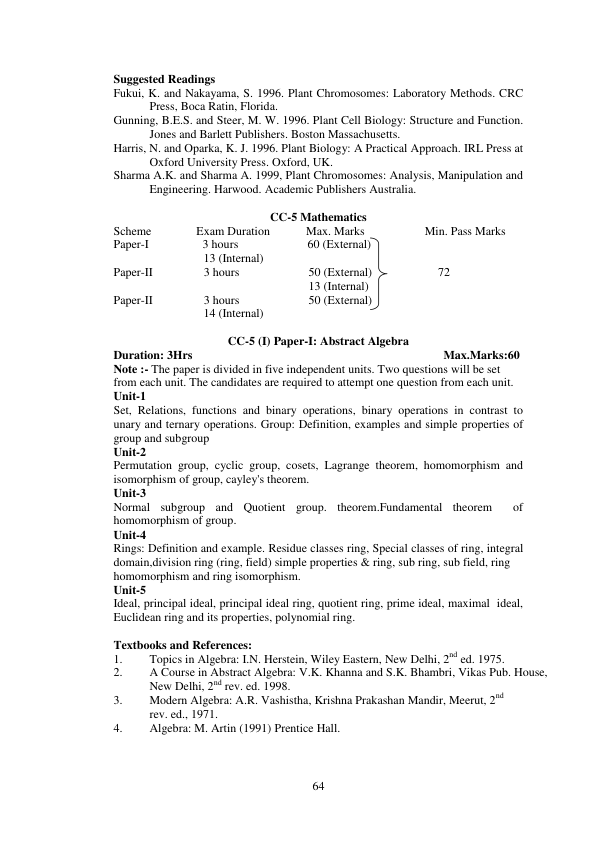 Suggested Readings
Fukui, K. and Nakayama, S. 1996. Plant Chromosomes: Laboratory Methods. CRC
Press, Boca Ratin, Florida.
Gunning, B.E.S. and Steer, M. W. 1996. Plant Cell Biology: Structure and Function.
Jones and Barlett Publishers. Boston Massachusetts.
Harris, N. and Oparka, K. J. 1996. Plant Biology: A Practical Approach. IRL Press at
Oxford University Press. Oxford, UK.
Sharma A.K. and Sharma A. 1999, Plant Chromosomes: Analysis, Manipulation and
Engineering. Harwood. Academic Publishers Australia.
CC-5 Mathematics
Scheme Exam Duration Max. Marks Min. Pass Marks
Paper-I 3 hours 60 (External)
13 (Internal)
Paper-II 3 hours 50 (External) 72
13 (Internal)
Paper-II 3 hours 50 (External)
14 (Internal)
CC-5 (I) Paper-I: Abstract Algebra
Duration: 3Hrs Max.Marks:60
Note :- The paper is divided in five independent units. Two questions will be set
from each unit. The candidates are required to attempt one question from each unit.
Unit-1
Set, Relations, functions and binary operations, binary operations in contrast to
unary and ternary operations. Group: Definition, examples and simple properties of
group and subgroup
Unit-2
Permutation group, cyclic group, cosets, Lagrange theorem, homomorphism and
isomorphism of group, cayley's theorem.
Unit-3
Normal subgroup and Quotient group. theorem.Fundamental theorem of
homomorphism of group.
Unit-4
Rings: Definition and example. Residue classes ring, Special classes of ring, integral
domain,division ring (ring, field) simple properties & ring, sub ring, sub field, ring
homomorphism and ring isomorphism.
Unit-5
Ideal, principal ideal, principal ideal ring, quotient ring, prime ideal, maximal ideal,
Euclidean ring and its properties, polynomial ring.
Textbooks and References:
1. Topics in Algebra: I.N. Herstein, Wiley Eastern, New Delhi, 2nd ed. 1975.
2. A Course in Abstract Algebra: V.K. Khanna and S.K. Bhambri, Vikas Pub. House,
New Delhi, 2nd rev. ed. 1998.
3. Modern Algebra: A.R. Vashistha, Krishna Prakashan Mandir, Meerut, 2nd
rev. ed., 1971.
4. Algebra: M. Artin (1991) Prentice Hall.
64